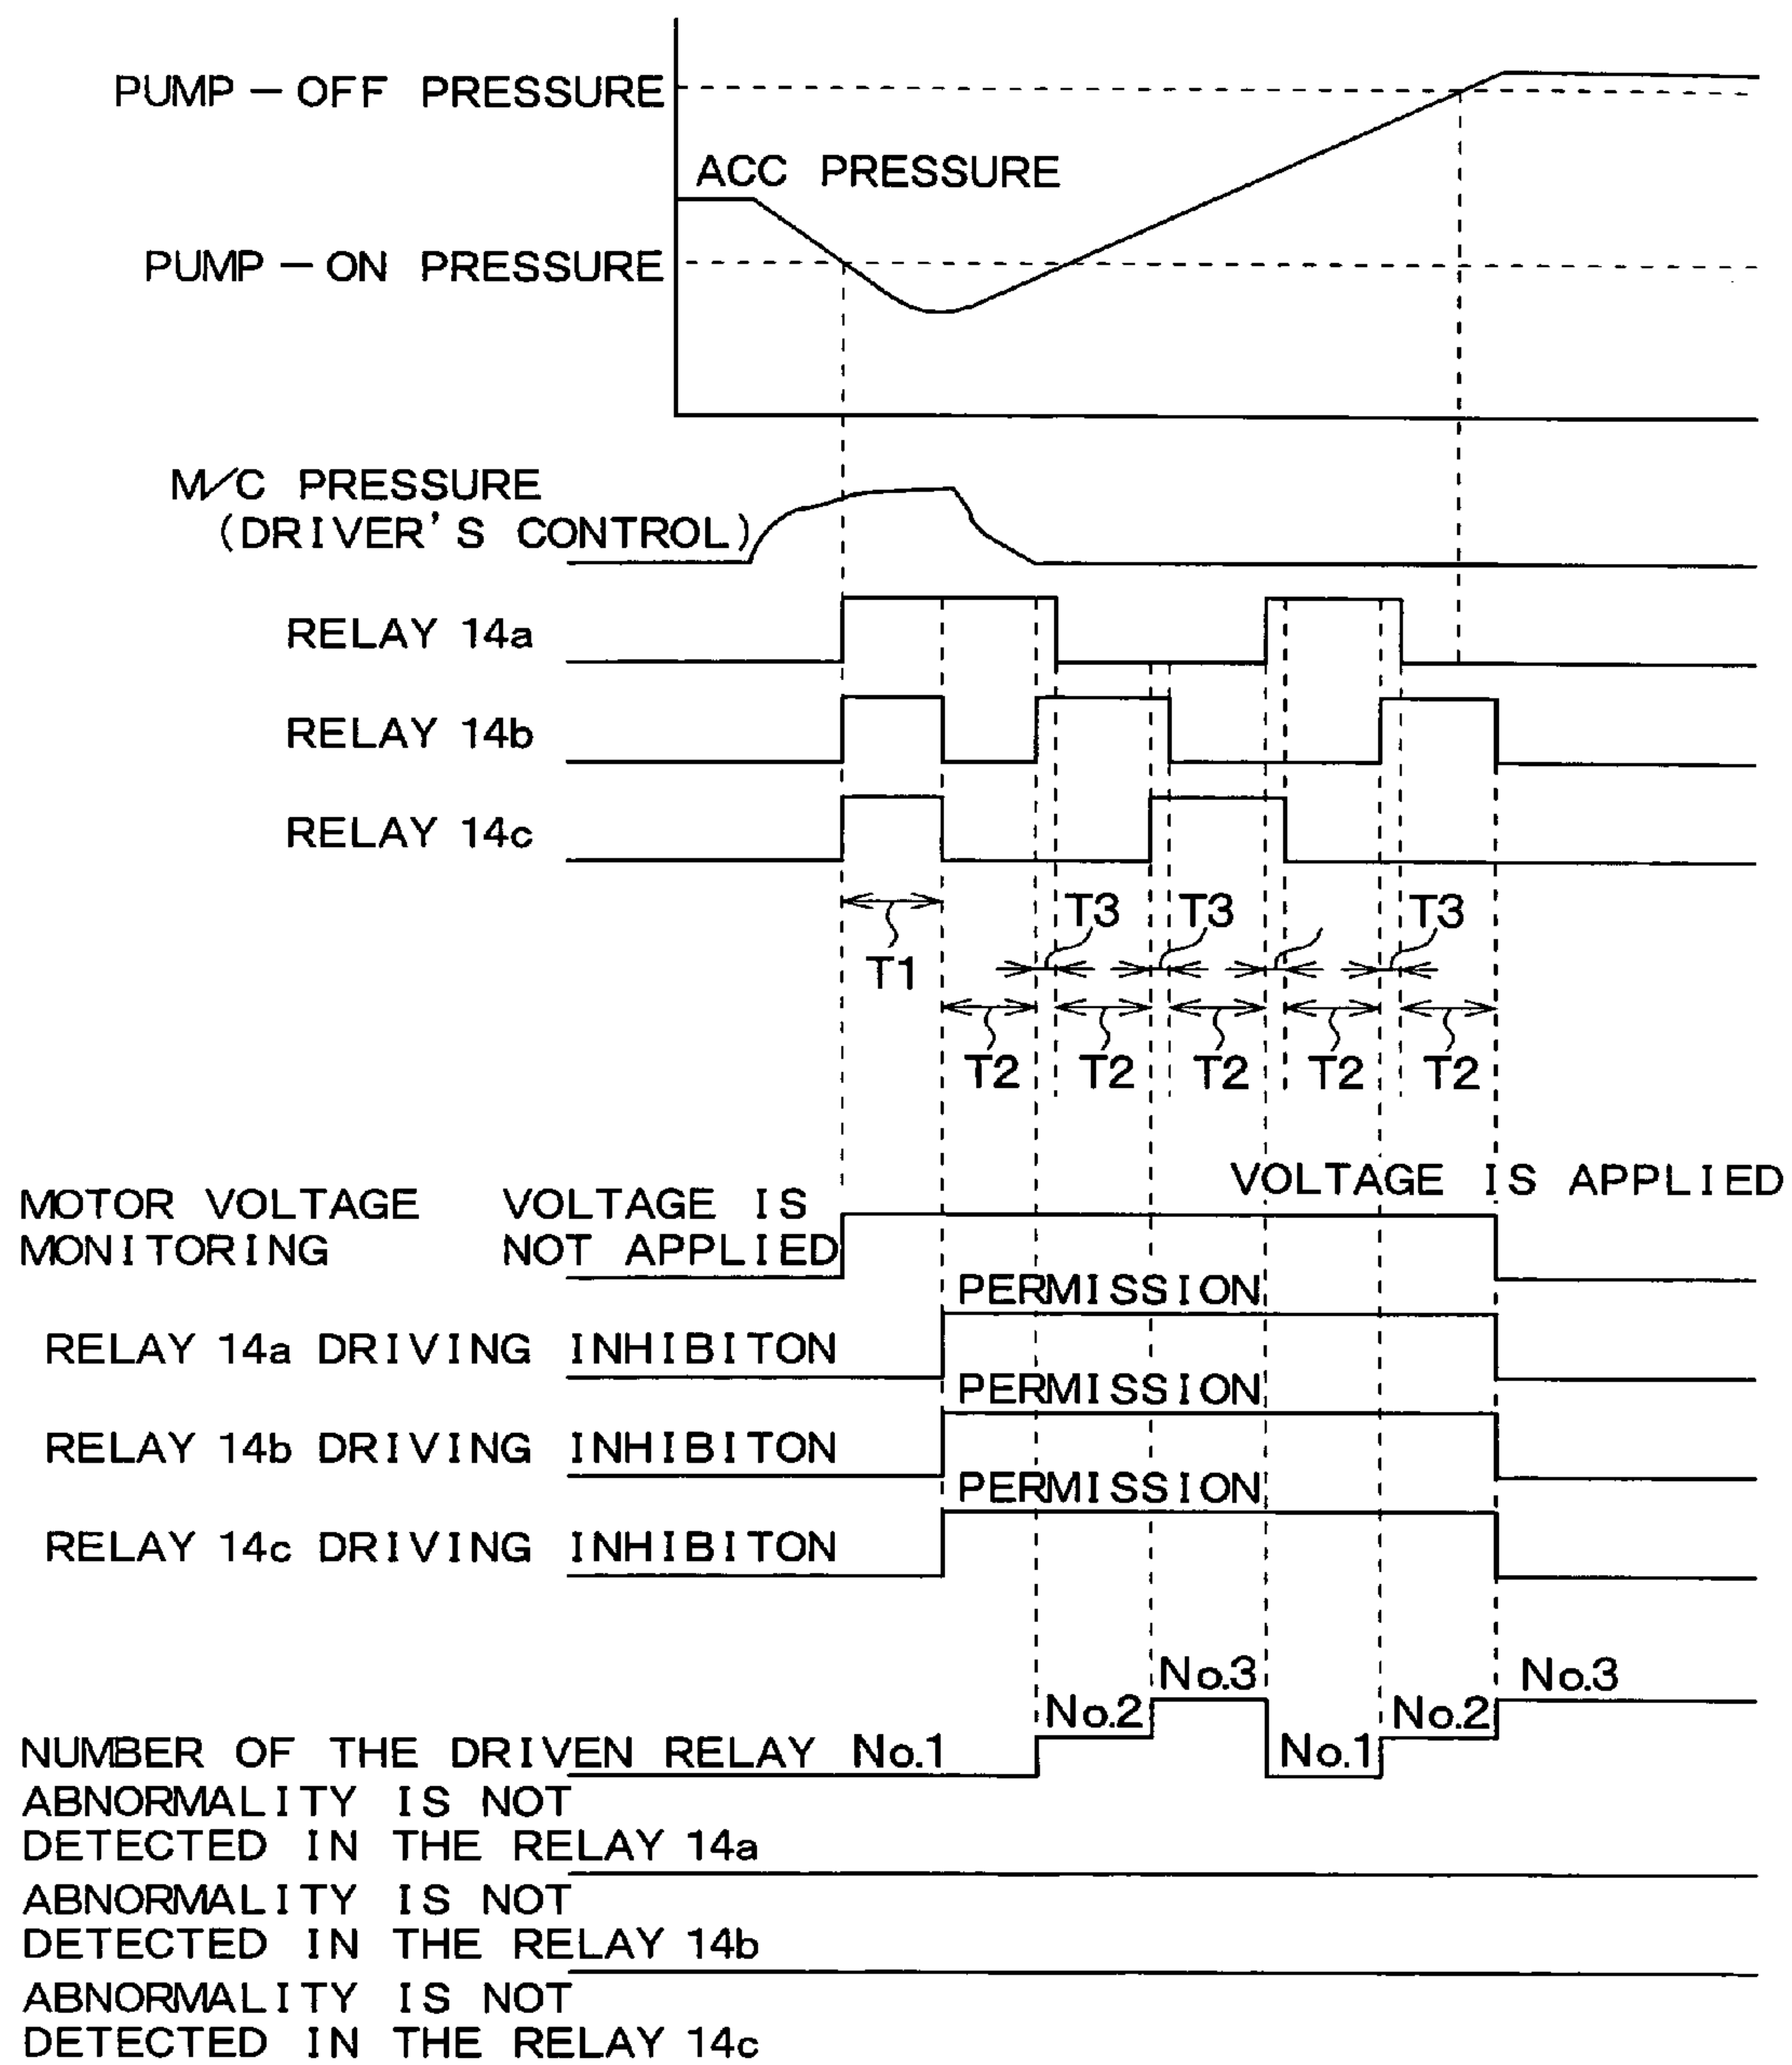 PUMP-OFF PRESSURE
ACC PRESSURE
PUMP-ON PRESSURE
M/C PRESSURE
(DRIVER'S CONTROL)
RELAY 14a
RELAY 14b
RELAY 14c
T3 T3 T3
T1
T2 T2 T2 T2 T2
VOLTAGE IS APPLIED
MOTOR VOLTAGE VOLTAGE IS
MONITORING NOT APPLIED
PERMISSION
RELAY 14a DRIVING INHIBITON
PERMISSION
RELAY 14b DRIVING INHIBITON
PERMISSION
RELAY 14c DRIVING INHIBITON
No.3 No.3
No.2 No.2
NUMBER OF THE DRIVEN RELAY No.1 No.1
ABNORMALITY IS NOT
DETECTED IN THE RELAY 14a
ABNORMALITY IS NOT
DETECTED IN THE RELAY 14b
ABNORMALITY IS NOT
DETECTED IN THE RELAY 14c